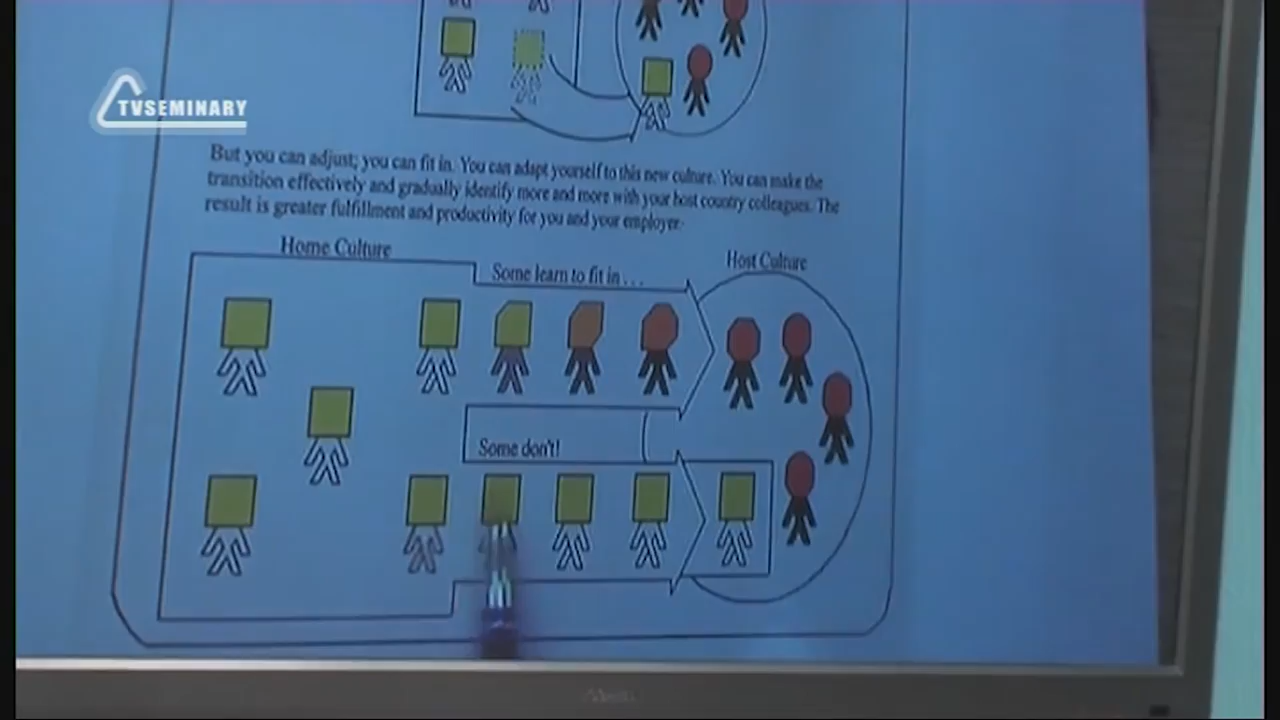 TVSEMINARY
But you can adjust; you can fit in. You can adapt yourself to this new culture. You can make the
transition effectively and gradually identify more and more with your host country colleagues. The
result is greater fulfillment and productivity for you and your employer.
Home Culture
Some learn to fit in . . .
Host Culture
Some don't!